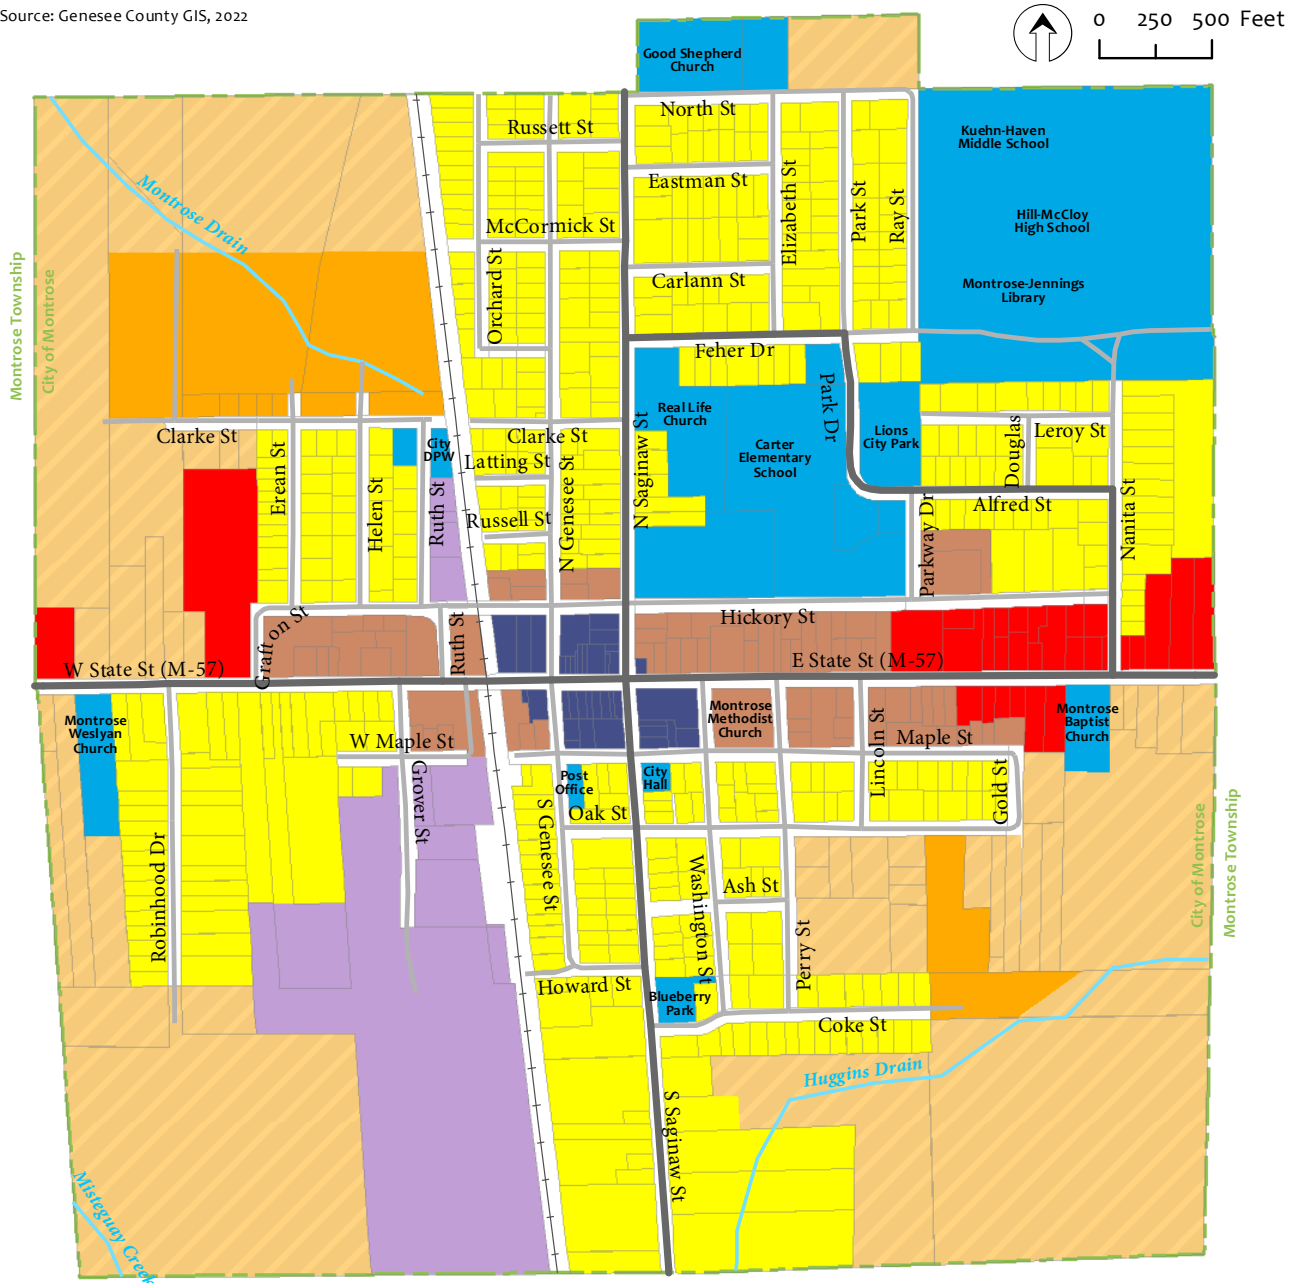 Source: Genesee County GIS, 2022
0 250 500 Feet
Good Shepherd
Church
North St
Russett St
Kuehn-Haven
Middle School
Eastman St
Elizabeth St
Park St
Ray St
Montrose Drain
McCormick St
Hill-McCloy
High School
Orchard St
Carlann St
Montrose-Jennings
Library
Montrose Township
City of Montrose
Feher Dr
Park Dr
Real Life
Church
N Saginaw St
Carter
Elementary
School
Lions
City Park
Douglas
Leroy St
Clarke St
City
DPW
Clarke St
Latting St
Erean St
Helen St
Ruth St
Russell St
N Genesee St
Alfred St
Parkway Dr
Nanita St
Grafton St
Ruth St
Hickory St
W State St (M-57)
E State St (M-57)
Montrose
Weslyan
Church
W Maple St
Montrose
Methodist
Church
Lincoln St
Maple St
Montrose
Baptist
Church
Grover St
Post
Office
City
Hall
Gold St
S Genesee St
Oak St
Robinhood Dr
Washington St
Ash St
Perry St
City of Montrose
Montrose Township
Howard St
Blueberry
Park
Coke St
Huggins Drain
S Saginaw St
Misteguay Creek